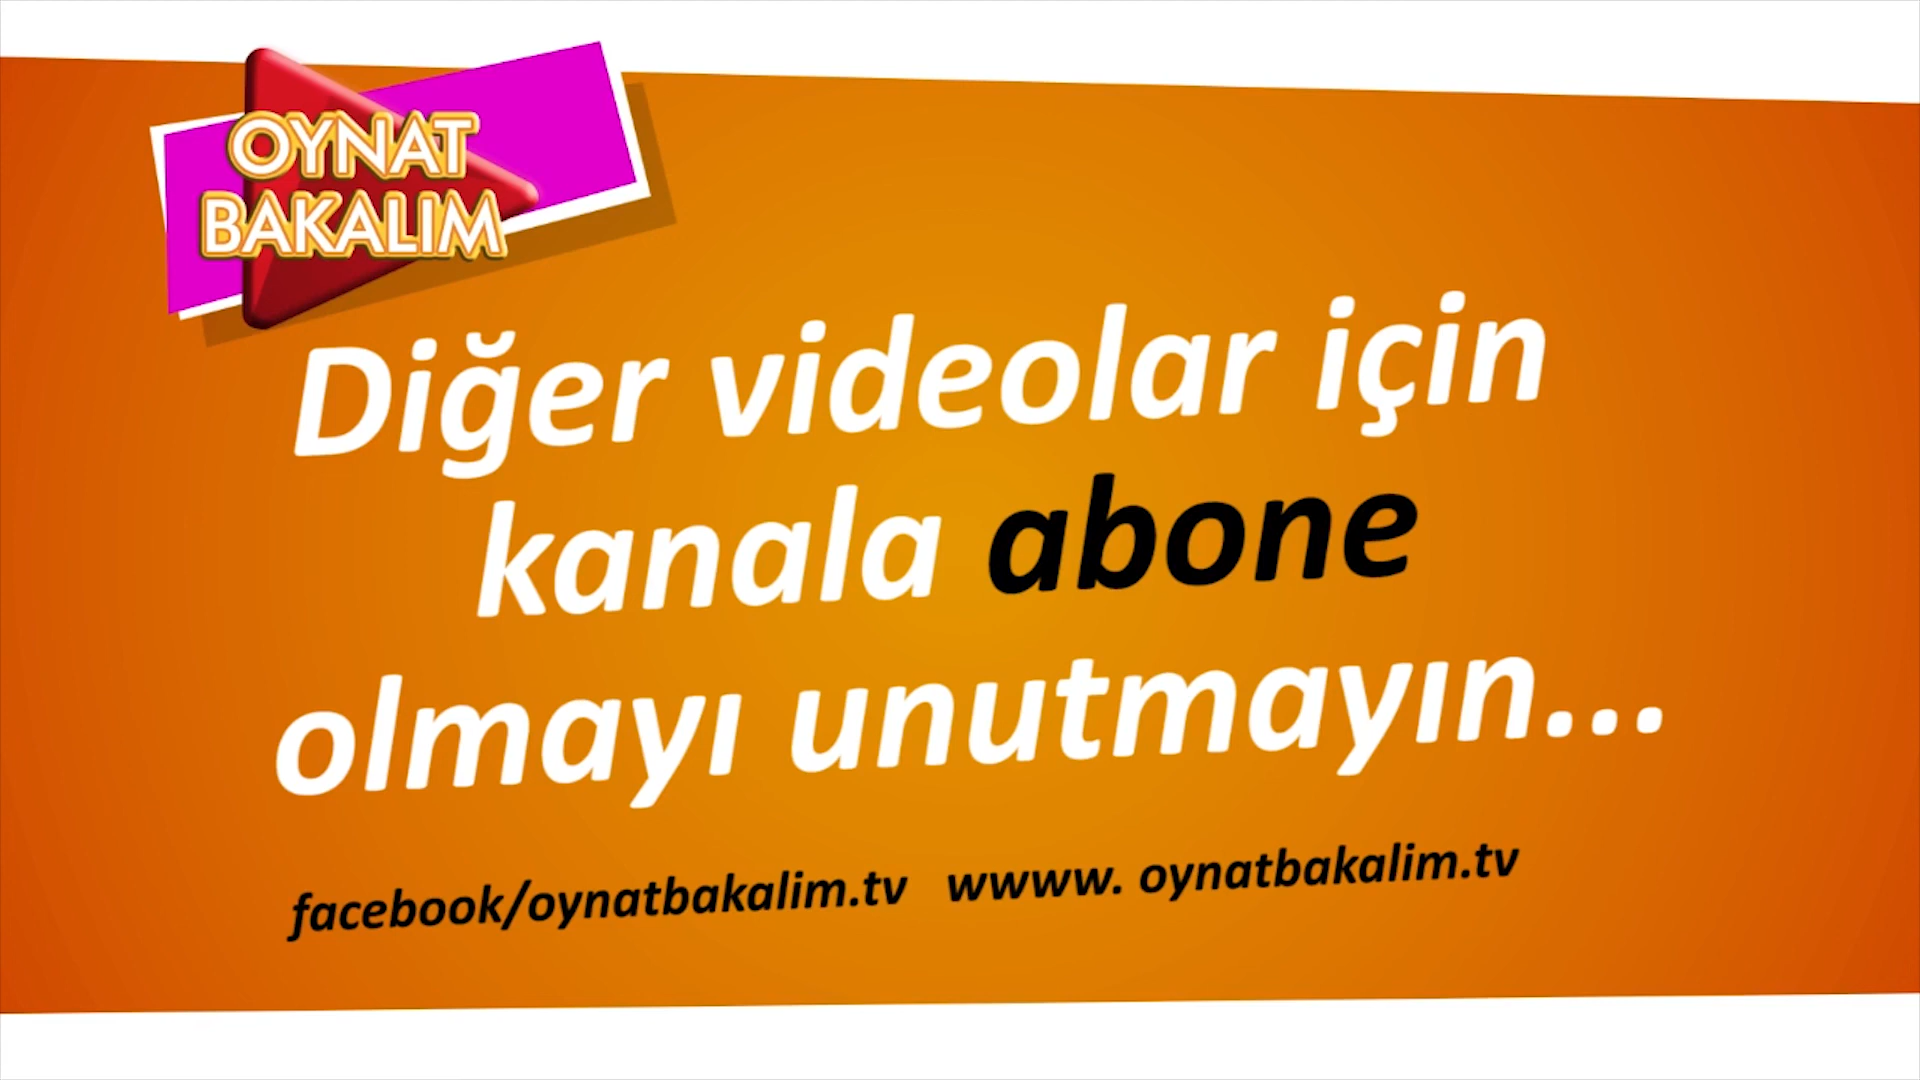 OYNAT
BAKALIM
Diğer videolar için
kanala abone
olmayı unutmayın...
facebook/oynatbakalim.tv wwww. oynatbakalim.tv